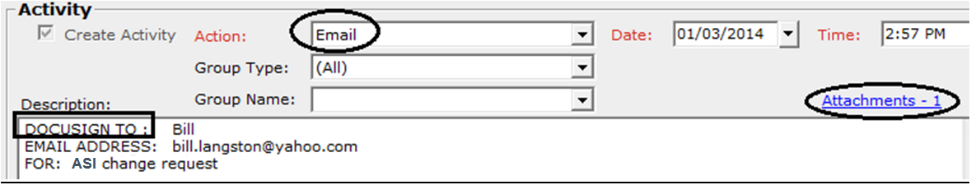 Activity
Create Activity Action: Email Date: 01/03/2014 Time: 2:57 PM
Group Type: (All)
Description: Group Name: Attachments - 1
DOCUSIGN TO : Bill
EMAIL ADDRESS: bill.langston@yahoo.com
FOR: ASI change request